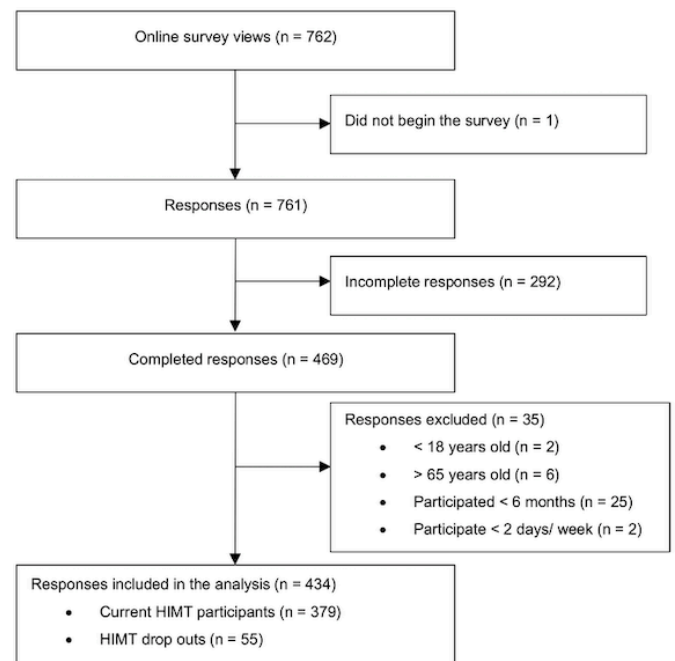 Online survey views (n = 762)
Did not begin the survey (n = 1)
Responses (n = 761)
Incomplete responses (n = 292)
Completed responses (n = 469)
Responses excluded (n = 35)
• < 18 years old (n = 2)
• > 65 years old (n = 6)
• Participated < 6 months (n = 25)
• Participate < 2 days/ week (n = 2)
Responses included in the analysis (n = 434)
• Current HIMT participants (n = 379)
• HIMT drop outs (n = 55)